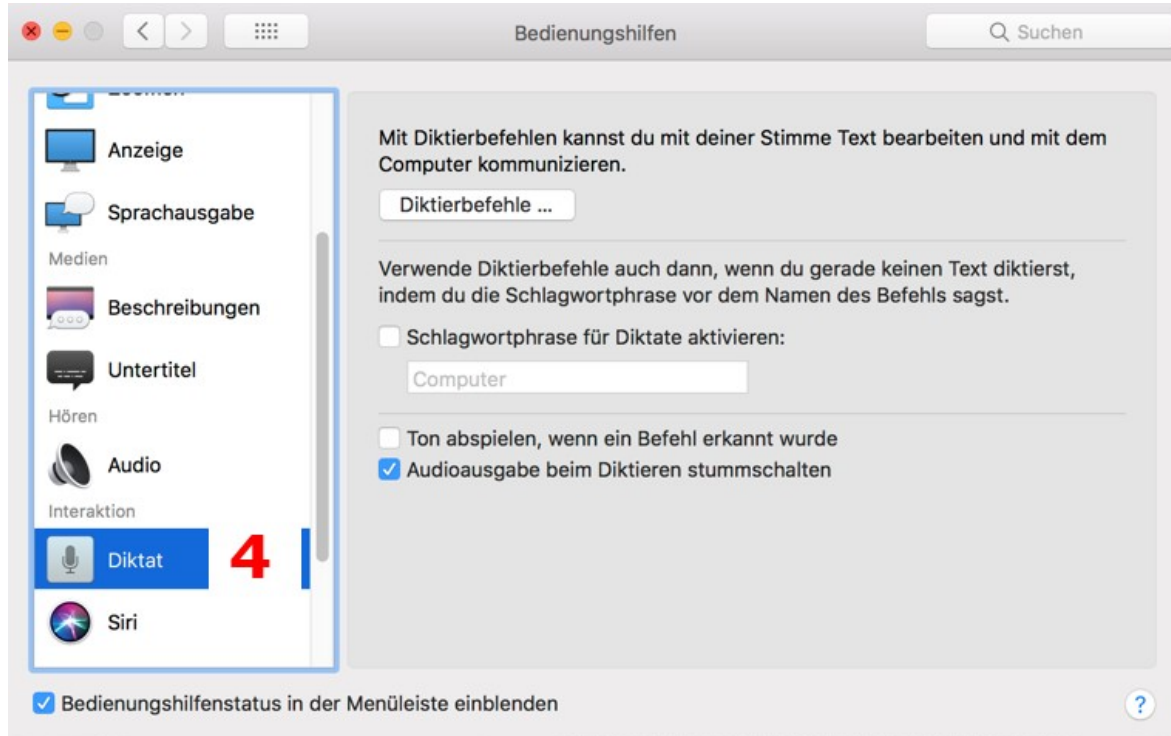 Bedienungshilfen
Suchen
Zoomen
Anzeige
Sprachausgabe
Medien
Beschreibungen
Untertitel
Hören
Audio
Interaktion
Diktat 4
Siri
Mit Diktierbefehlen kannst du mit deiner Stimme Text bearbeiten und mit dem
Computer kommunizieren.
Diktierbefehle ...
Verwende Diktierbefehle auch dann, wenn du gerade keinen Text diktierst,
indem du die Schlagwortphrase vor dem Namen des Befehls sagst.
Schlagwortphrase für Diktate aktivieren:
Computer
Ton abspielen, wenn ein Befehl erkannt wurde
Audioausgabe beim Diktieren stummschalten
Bedienungshilfenstatus in der Menüleiste einblenden
?